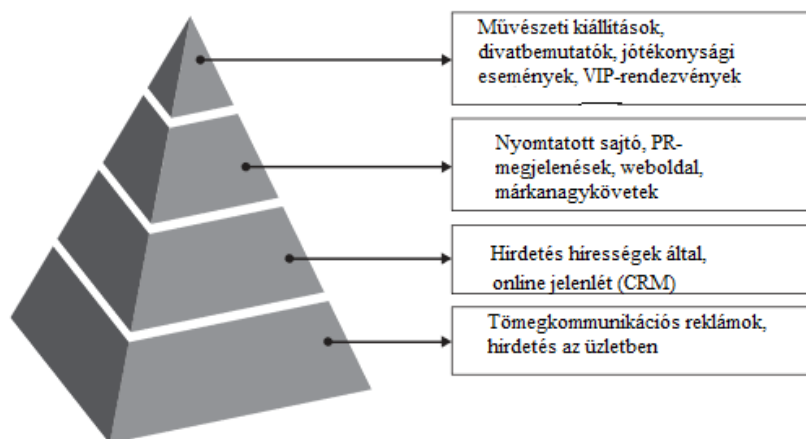 Művészeti kiállítások,
divatbemutatók, jótékonysági
események, VIP-rendezvények
Nyomtatott sajtó, PR-
megjelenések, weboldal,
márkanagykövetek
Hirdetés hirességek által,
online jelenlét (CRM)
Tömegkommunikációs reklámok,
hirdetés az üzletben